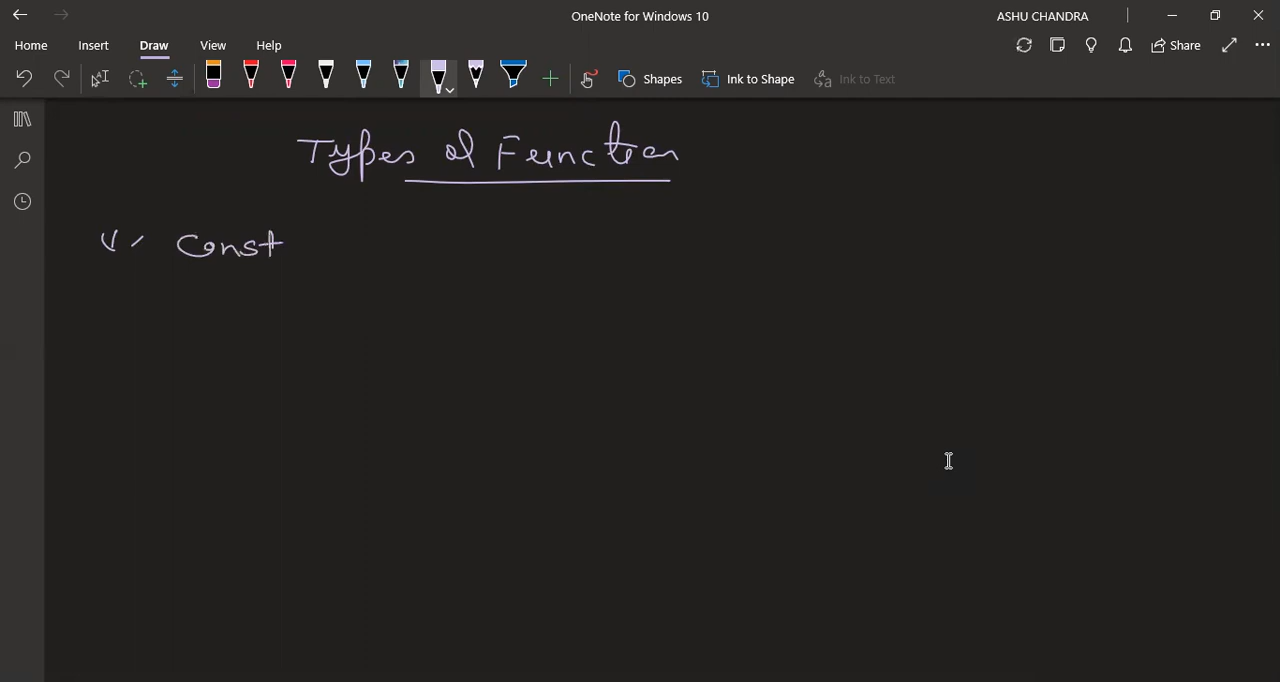 OneNote for Windows 10
ASHU CHANDRA
Home Insert Draw View Help
Share
Shapes Ink to Shape Ink to Text
Types of Function
Const